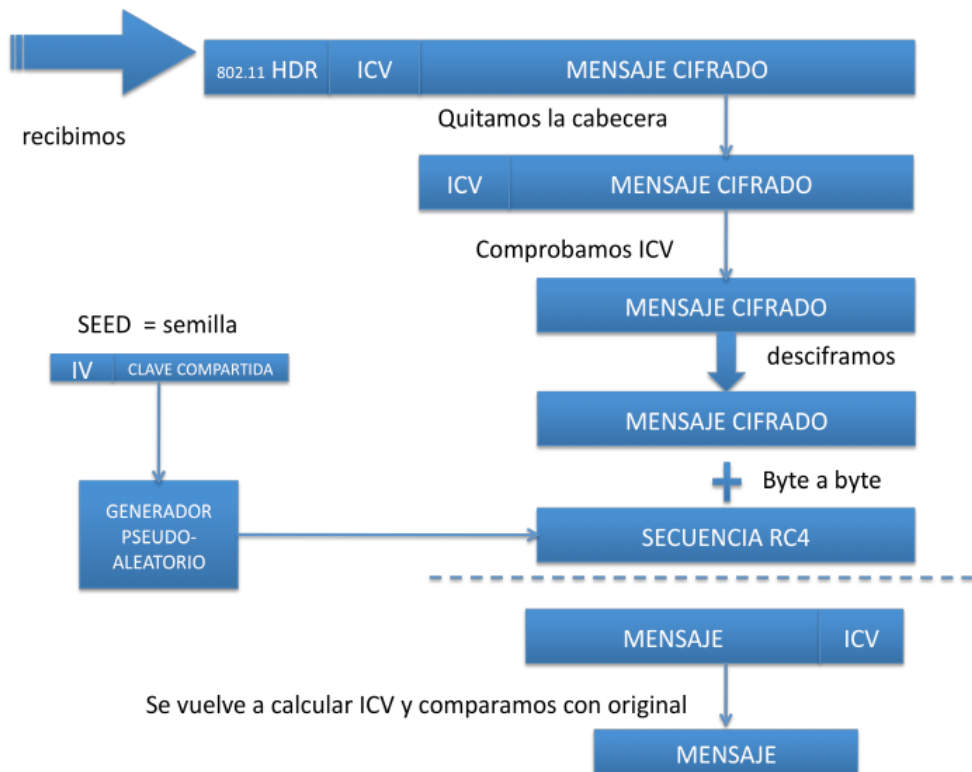 802.11 HDR ICV MENSAJE CIFRADO
recibimos
Quitamos la cabecera
ICV MENSAJE CIFRADO
Comprobamos ICV
MENSAJE CIFRADO
SEED = semilla
desciframos
IV CLAVE COMPARTIDA
MENSAJE CIFRADO
+ Byte a byte
GENERADOR
PSEUDO-
ALEATORIO
SECUENCIA RC4
MENSAJE ICV
Se vuelve a calcular ICV y comparamos con original
MENSAJE